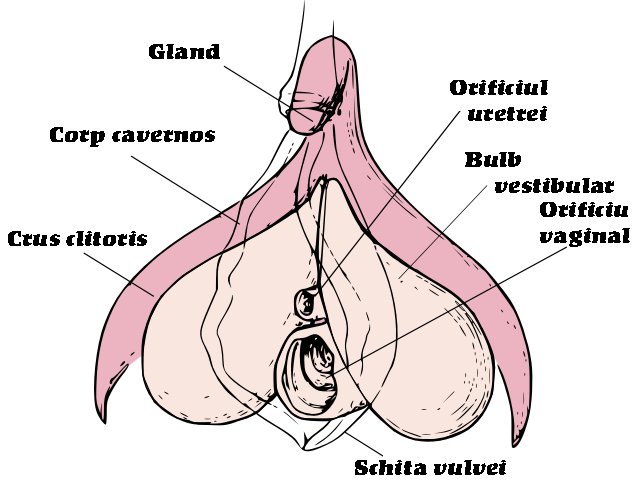 Gland
Orificiul
uretrei
Corp cavernos
Bulb
vestibular
Orificiu
vaginal
Crus clitoris
Schita vulvei